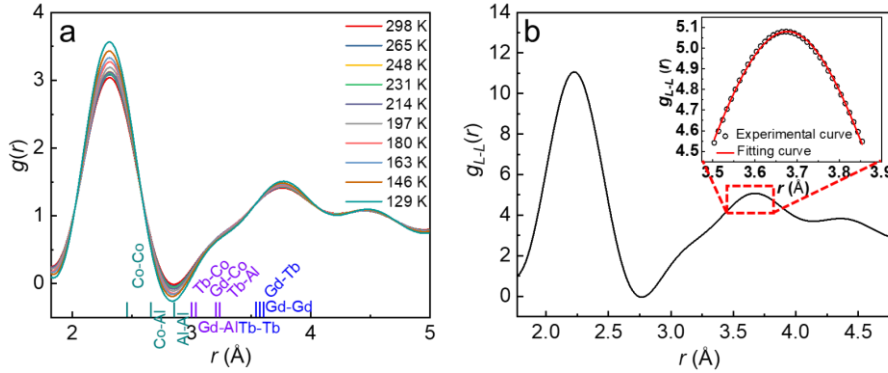 a
4
3
2
1
0
g(r)
298 K
265 K
248 K
231 K
214 K
197 K
180 K
163 K
146 K
129 K
Co-Co
Co-Al
Al-Al
Tb-Co
Gd-Co
Tb-Al
Gd-Al
Tb-Tb
Gd-Tb
Gd-Gd
2 3 4 5
r (Å)
b
14
12
10
8
6
4
2
0
g L-L (r)
2.0 2.5 3.0 3.5 4.0 4.5
r (Å)
5.1
5.0
4.9
4.8
4.7
4.6
4.5
g L-L (r)
Experimental curve
Fitting curve
3.5 3.6 3.7 3.8 3.9
r (Å)